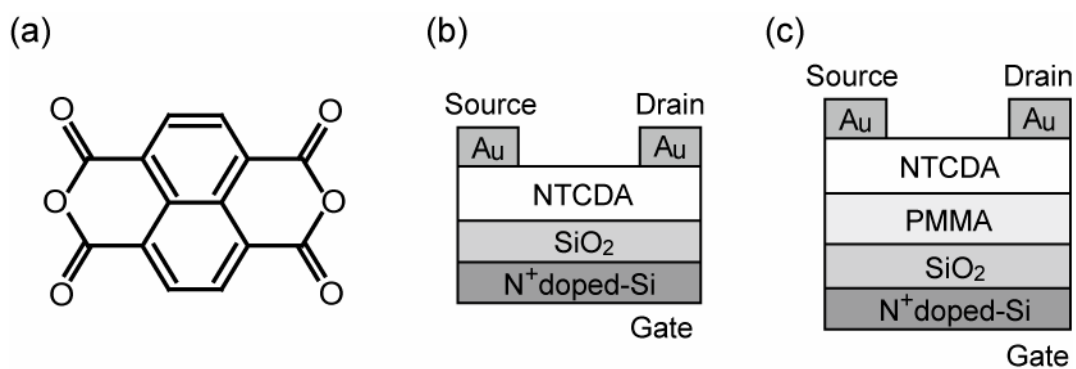 (a)
O O
O O
O O
(b)
Source Drain
Au Au
NTCDA
SiO₂
N⁺doped-Si
Gate
(c)
Source Drain
Au Au
NTCDA
PMMA
SiO₂
N⁺doped-Si
Gate